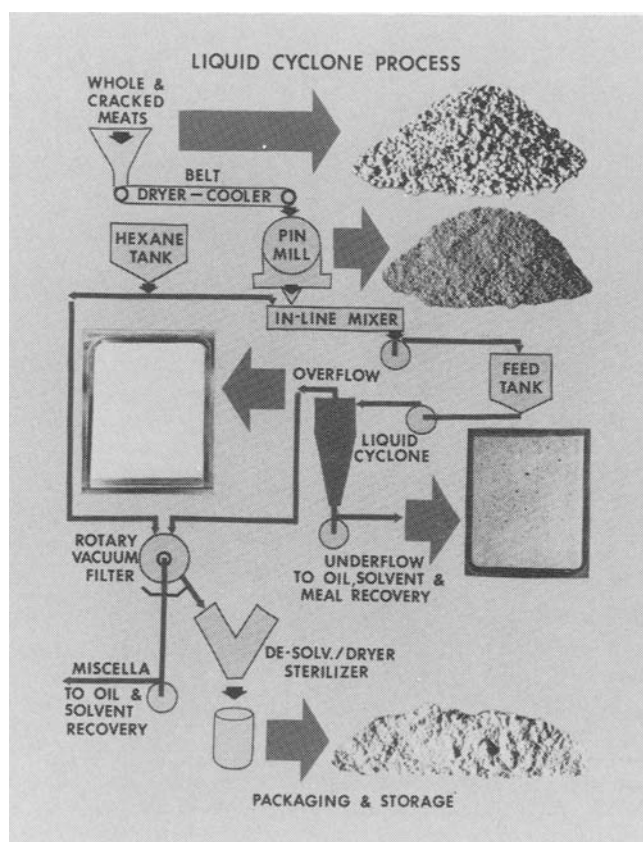 LIQUID CYCLONE PROCESS
WHOLE &
CRACKED
MEATS
BELT
DRYER – COOLER
HEXANE
TANK
PIN
MILL
IN-LINE MIXER
FEED
TANK
OVERFLOW
LIQUID
CYCLONE
ROTARY
VACUUM
FILTER
UNDERFLOW
TO OIL, SOLVENT &
MEAL RECOVERY
DE-SOLV./DRYER
STERILIZER
MISCELLA
TO OIL &
SOLVENT
RECOVERY
PACKAGING & STORAGE